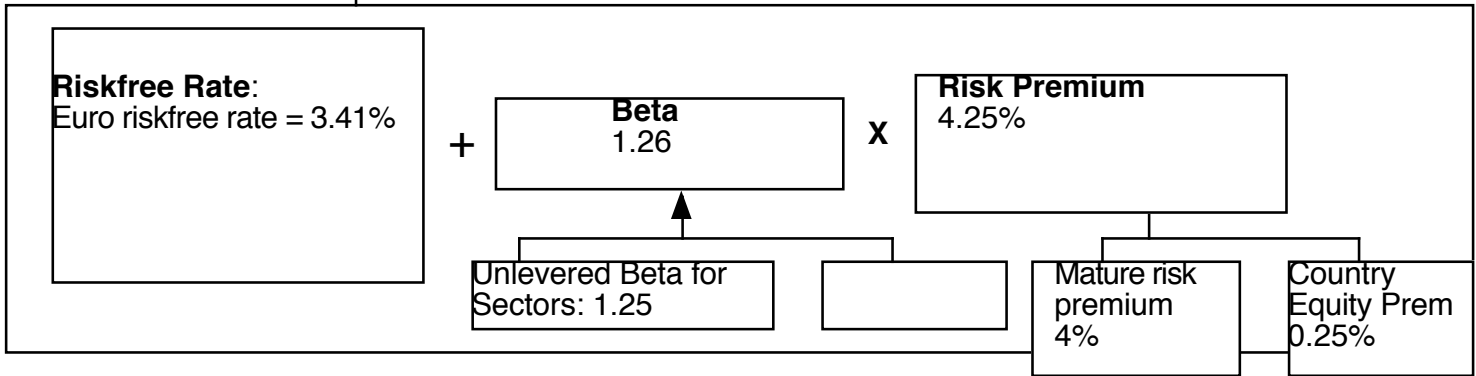 Riskfree Rate:
Euro riskfree rate = 3.41%
+
Beta
1.26
X
Risk Premium
4.25%
Unlevered Beta for
Sectors: 1.25
Mature risk
premium
4%
Country
Equity Prem
0.25%